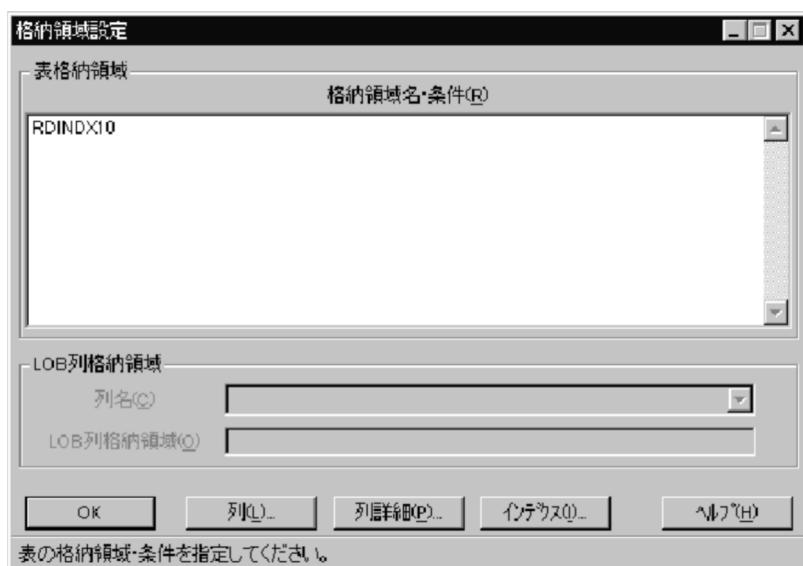 格納領域設定
表格納領域
格納領域名・条件(R)
RDINDX10
LOB列格納領域
列名(C)
LOB列格納領域(O)
OK 列(L)... 列詳細(P)... インデクス(I)... ヘルプ(H)
表の格納領域・条件を指定してください。